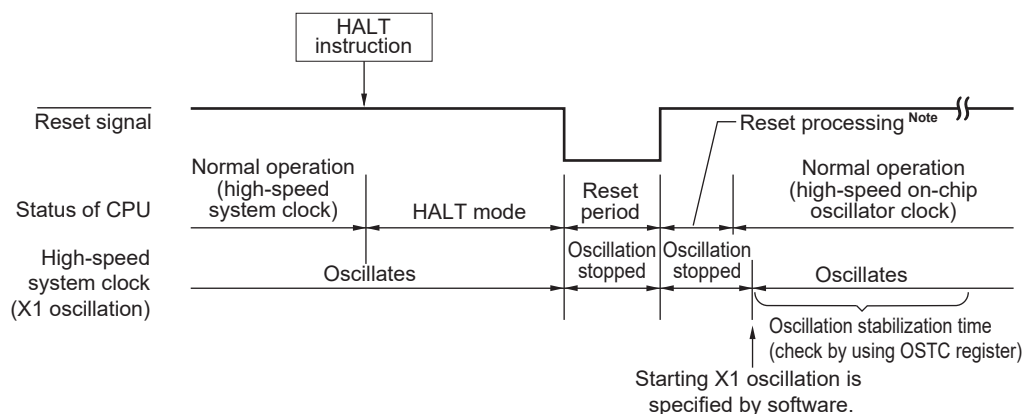 HALT
instruction
Reset signal
Reset processing Note
Status of CPU
Normal operation
(high-speed
system clock)
HALT mode
Reset
period
Normal operation
(high-speed on-chip
oscillator clock)
High-speed
system clock
(X1 oscillation)
Oscillates
Oscillation
stopped
Oscillation
stopped
Oscillates
Oscillation stabilization time
(check by using OSTC register)
Starting X1 oscillation is
specified by software.